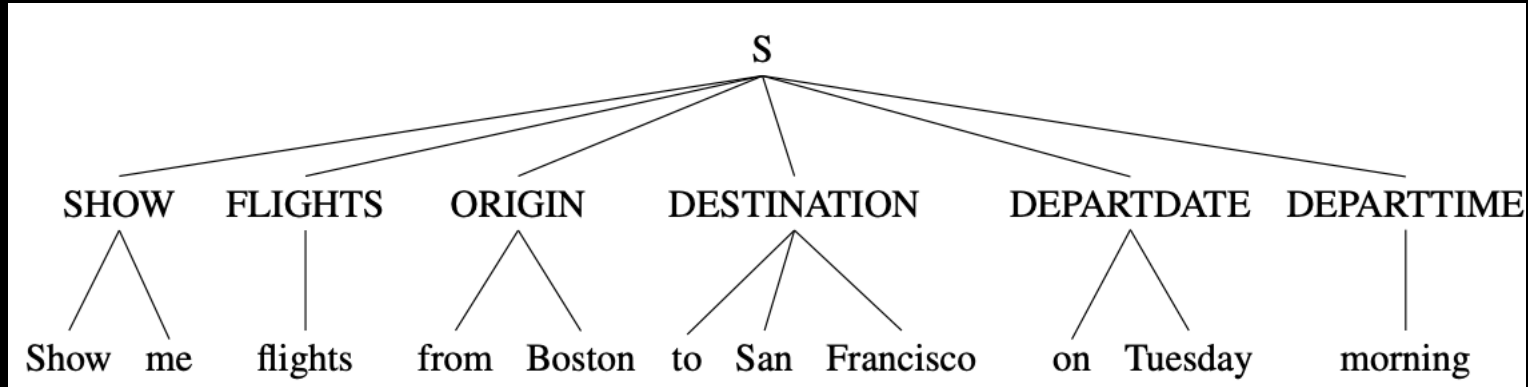 S
SHOW FLIGHTS ORIGIN DESTINATION DEPARTDATE DEPARTTIME
Show me flights from Boston to San Francisco on Tuesday morning